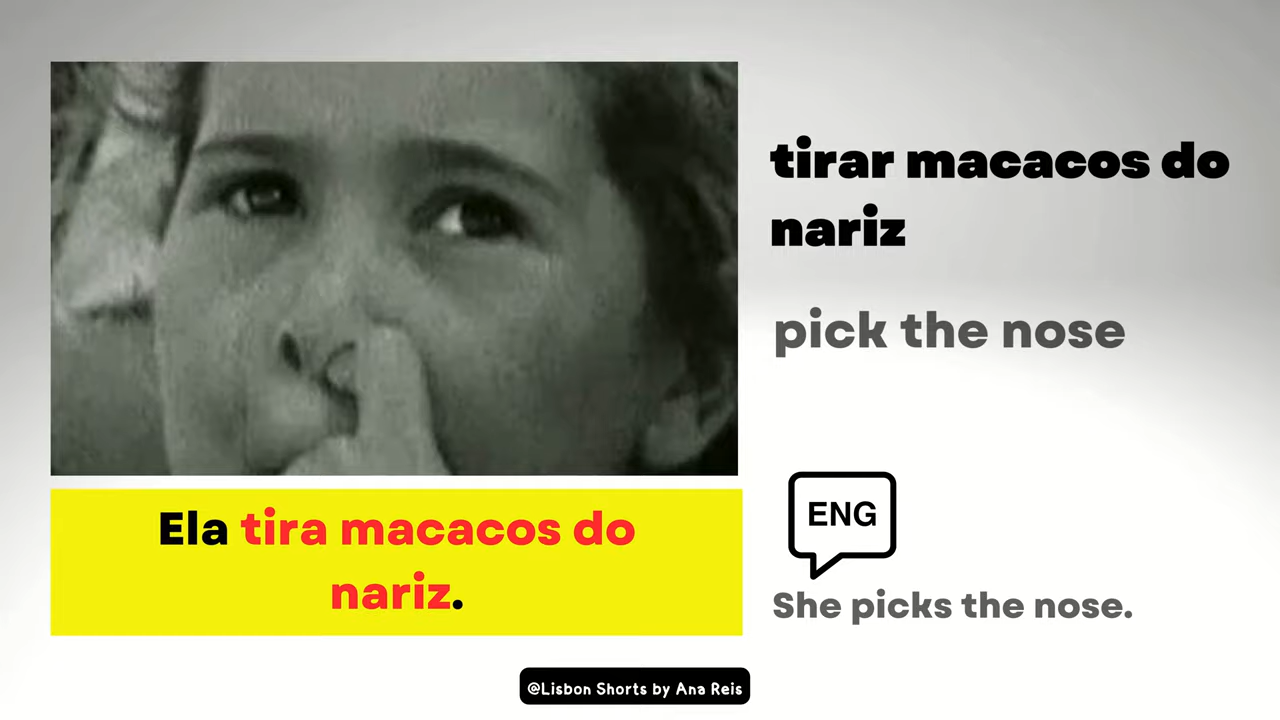 tirar macacos do
nariz
pick the nose
Ela tira macacos do
nariz.
ENG
She picks the nose.
@Lisbon Shorts by Ana Reis